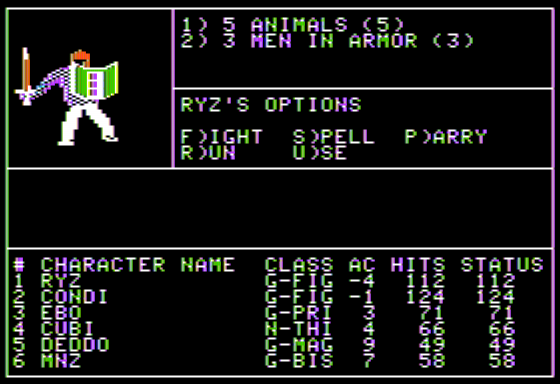 1) 5 ANIMALS (5)
2) 3 MEN IN ARMOR (3)
RYZ'S OPTIONS
F)IGHT S)PELL P)ARRY
R)UN U)SE
# CHARACTER NAME CLASS AC HITS STATUS
1 RYZ G-FIG -4 112 112
2 CONDI G-FIG -1 124 124
3 EBO G-PRI 3 71 71
4 CUBI N-THI 4 66 66
5 DEDDO G-MAG 9 49 49
6 MNZ G-BIS 7 58 58